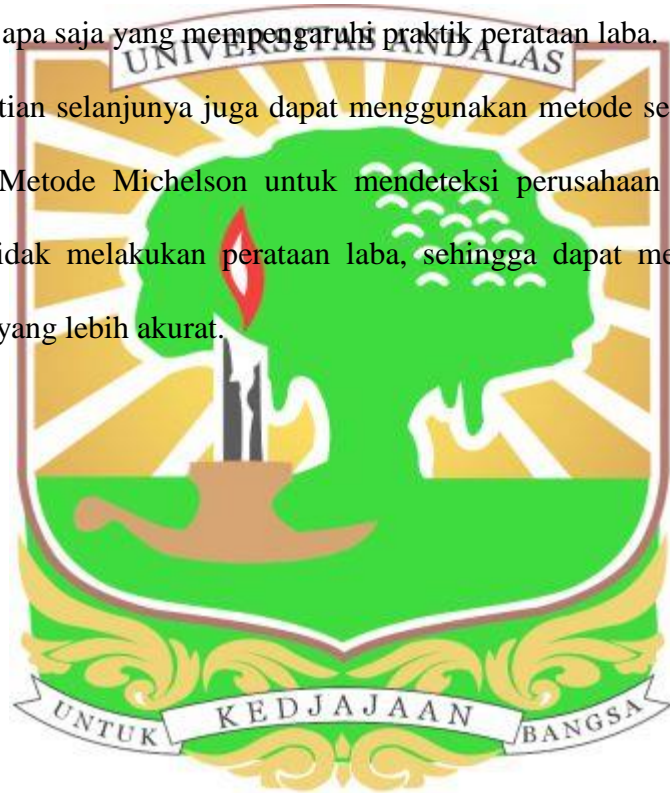 apa saja yang mempengaruhi praktik perataan laba.
UNIVERSITAS ANDALAS
tian selanjunya juga dapat menggunakan metode se
Metode Michelson untuk mendeteksi perusahaan
idak melakukan perataan laba, sehingga dapat me
yang lebih akurat.
UNTUK KEDJAJAAN BANGSA